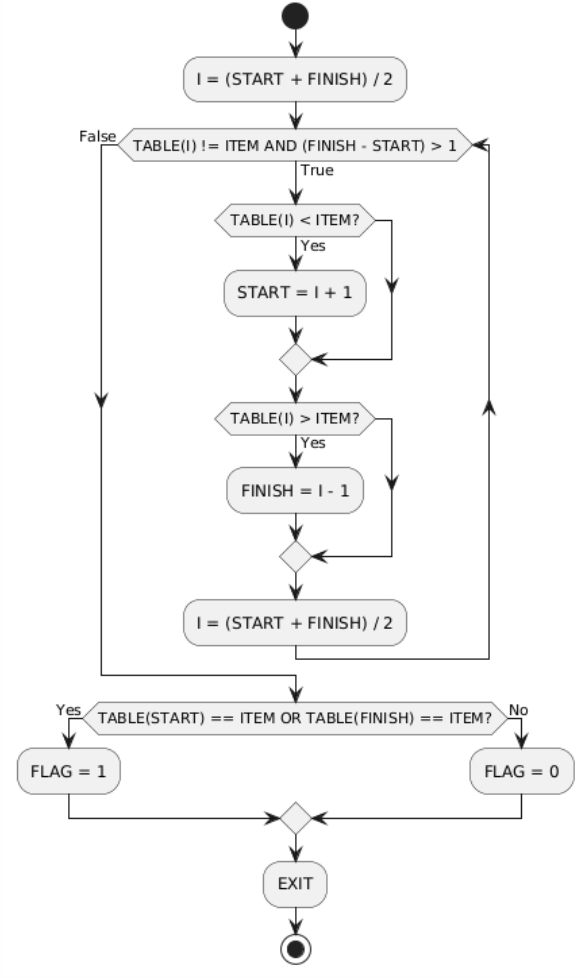 I = (START + FINISH) / 2
False
TABLE(I) != ITEM AND (FINISH - START) > 1
True
TABLE(I) < ITEM?
Yes
START = I + 1
TABLE(I) > ITEM?
Yes
FINISH = I - 1
I = (START + FINISH) / 2
Yes
TABLE(START) == ITEM OR TABLE(FINISH) == ITEM?
No
FLAG = 1
FLAG = 0
EXIT